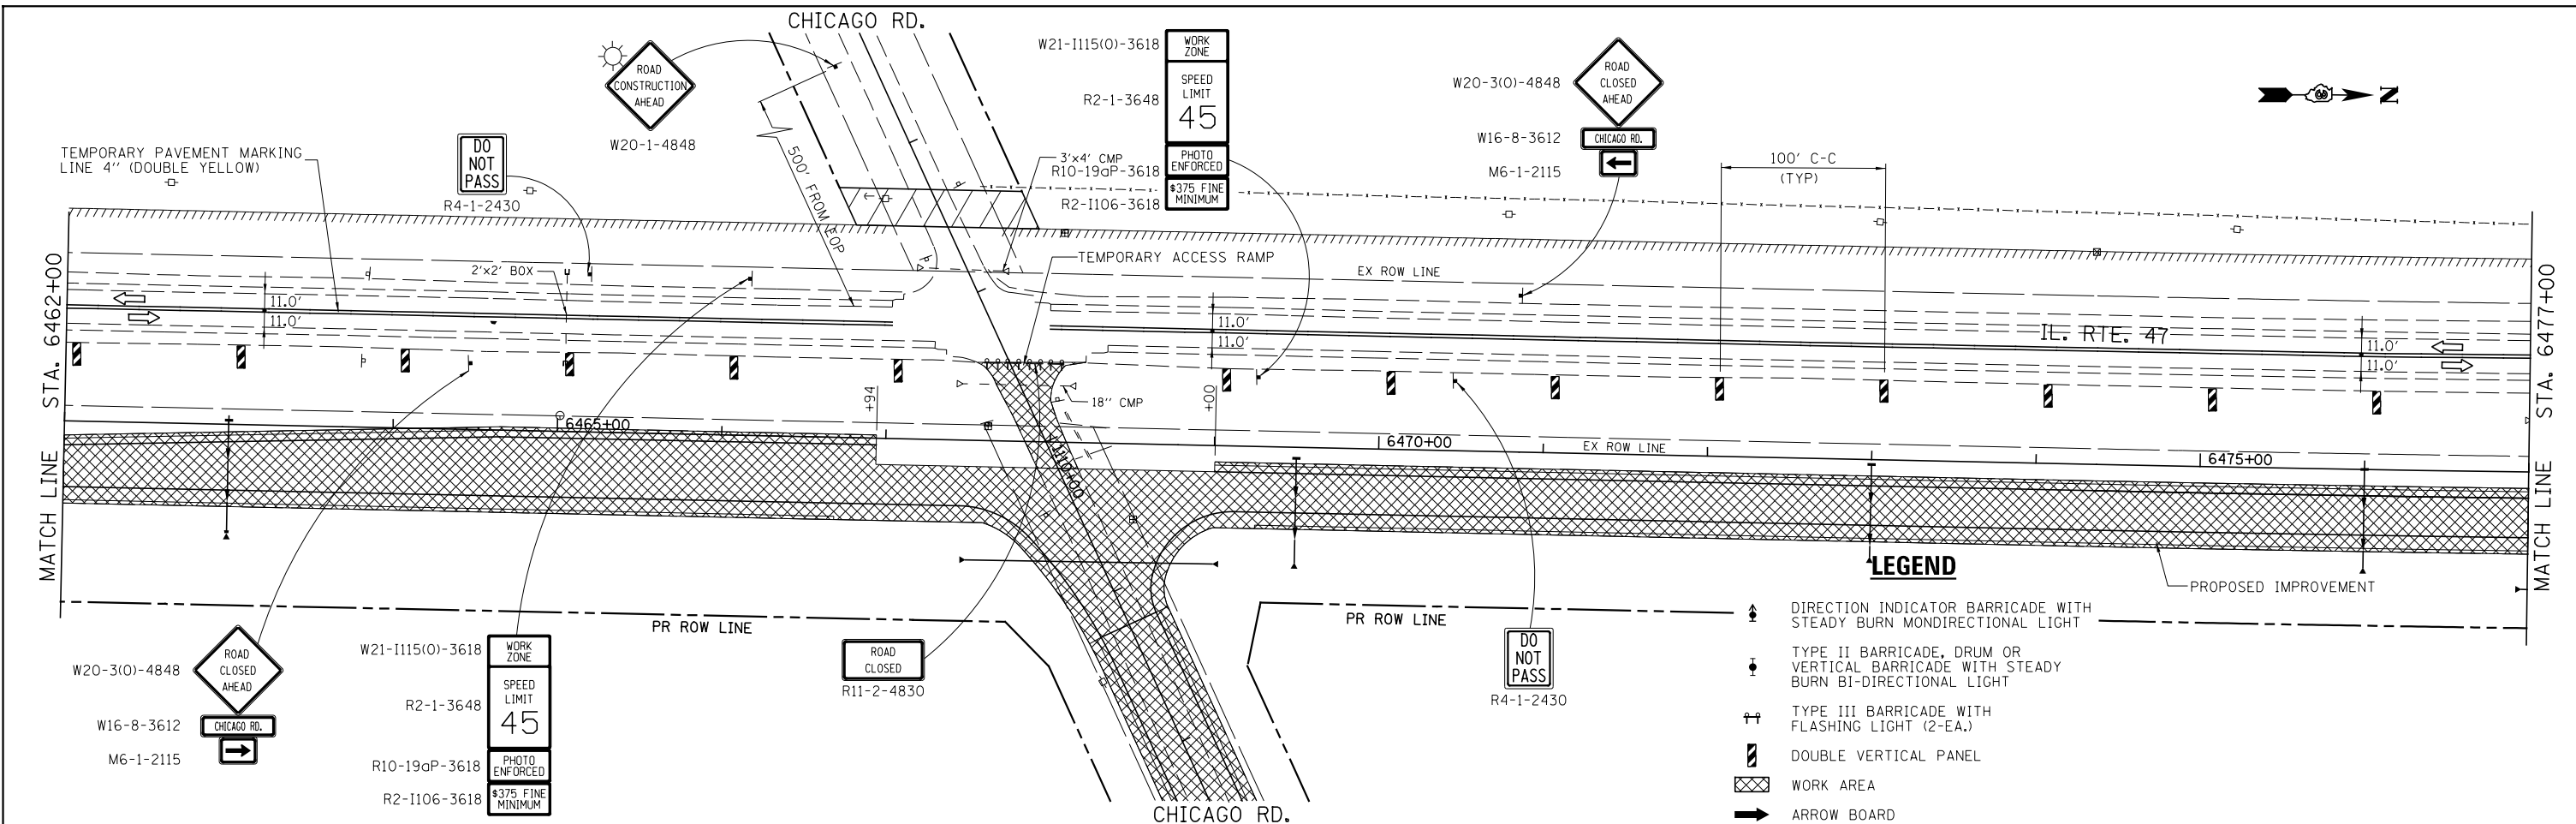 CHICAGO RD.
ROAD
CONSTRUCTION
AHEAD
W20-1-4848
W21-I115(O)-3618
WORK
ZONE
R2-1-3648
SPEED
LIMIT
45
3'x4' CMP
R10-19aP-3618
PHOTO
ENFORCED
R2-I106-3618
$375 FINE
MINIMUM
W20-3(O)-4848
ROAD
CLOSED
AHEAD
W16-8-3612
CHICAGO RD.
M6-1-2115
N
TEMPORARY PAVEMENT MARKING
LINE 4" (DOUBLE YELLOW)
DO
NOT
PASS
R4-1-2430
500' FROM EOP
100' C-C
(TYP)
2'x2' BOX
TEMPORARY ACCESS RAMP
EX ROW LINE
11.0'
11.0'
11.0'
11.0'
IL. RTE. 47
11.0'
11.0'
MATCH LINE STA. 6462+00
MATCH LINE STA. 6477+00
+94
18" CMP
+00
6465+00
6470+00
EX ROW LINE
6475+00
1110+00
PROPOSED IMPROVEMENT
PR ROW LINE
PR ROW LINE
W20-3(O)-4848
ROAD
CLOSED
AHEAD
W16-8-3612
CHICAGO RD.
M6-1-2115
W21-I115(O)-3618
WORK
ZONE
R2-1-3648
SPEED
LIMIT
45
R10-19aP-3618
PHOTO
ENFORCED
R2-I106-3618
$375 FINE
MINIMUM
ROAD
CLOSED
R11-2-4830
DO
NOT
PASS
R4-1-2430
CHICAGO RD.
LEGEND
DIRECTION INDICATOR BARRICADE WITH
STEADY BURN MONDIRECTIONAL LIGHT
TYPE II BARRICADE, DRUM OR
VERTICAL BARRICADE WITH STEADY
BURN BI-DIRECTIONAL LIGHT
TYPE III BARRICADE WITH
FLASHING LIGHT (2-EA.)
DOUBLE VERTICAL PANEL
WORK AREA
ARROW BOARD